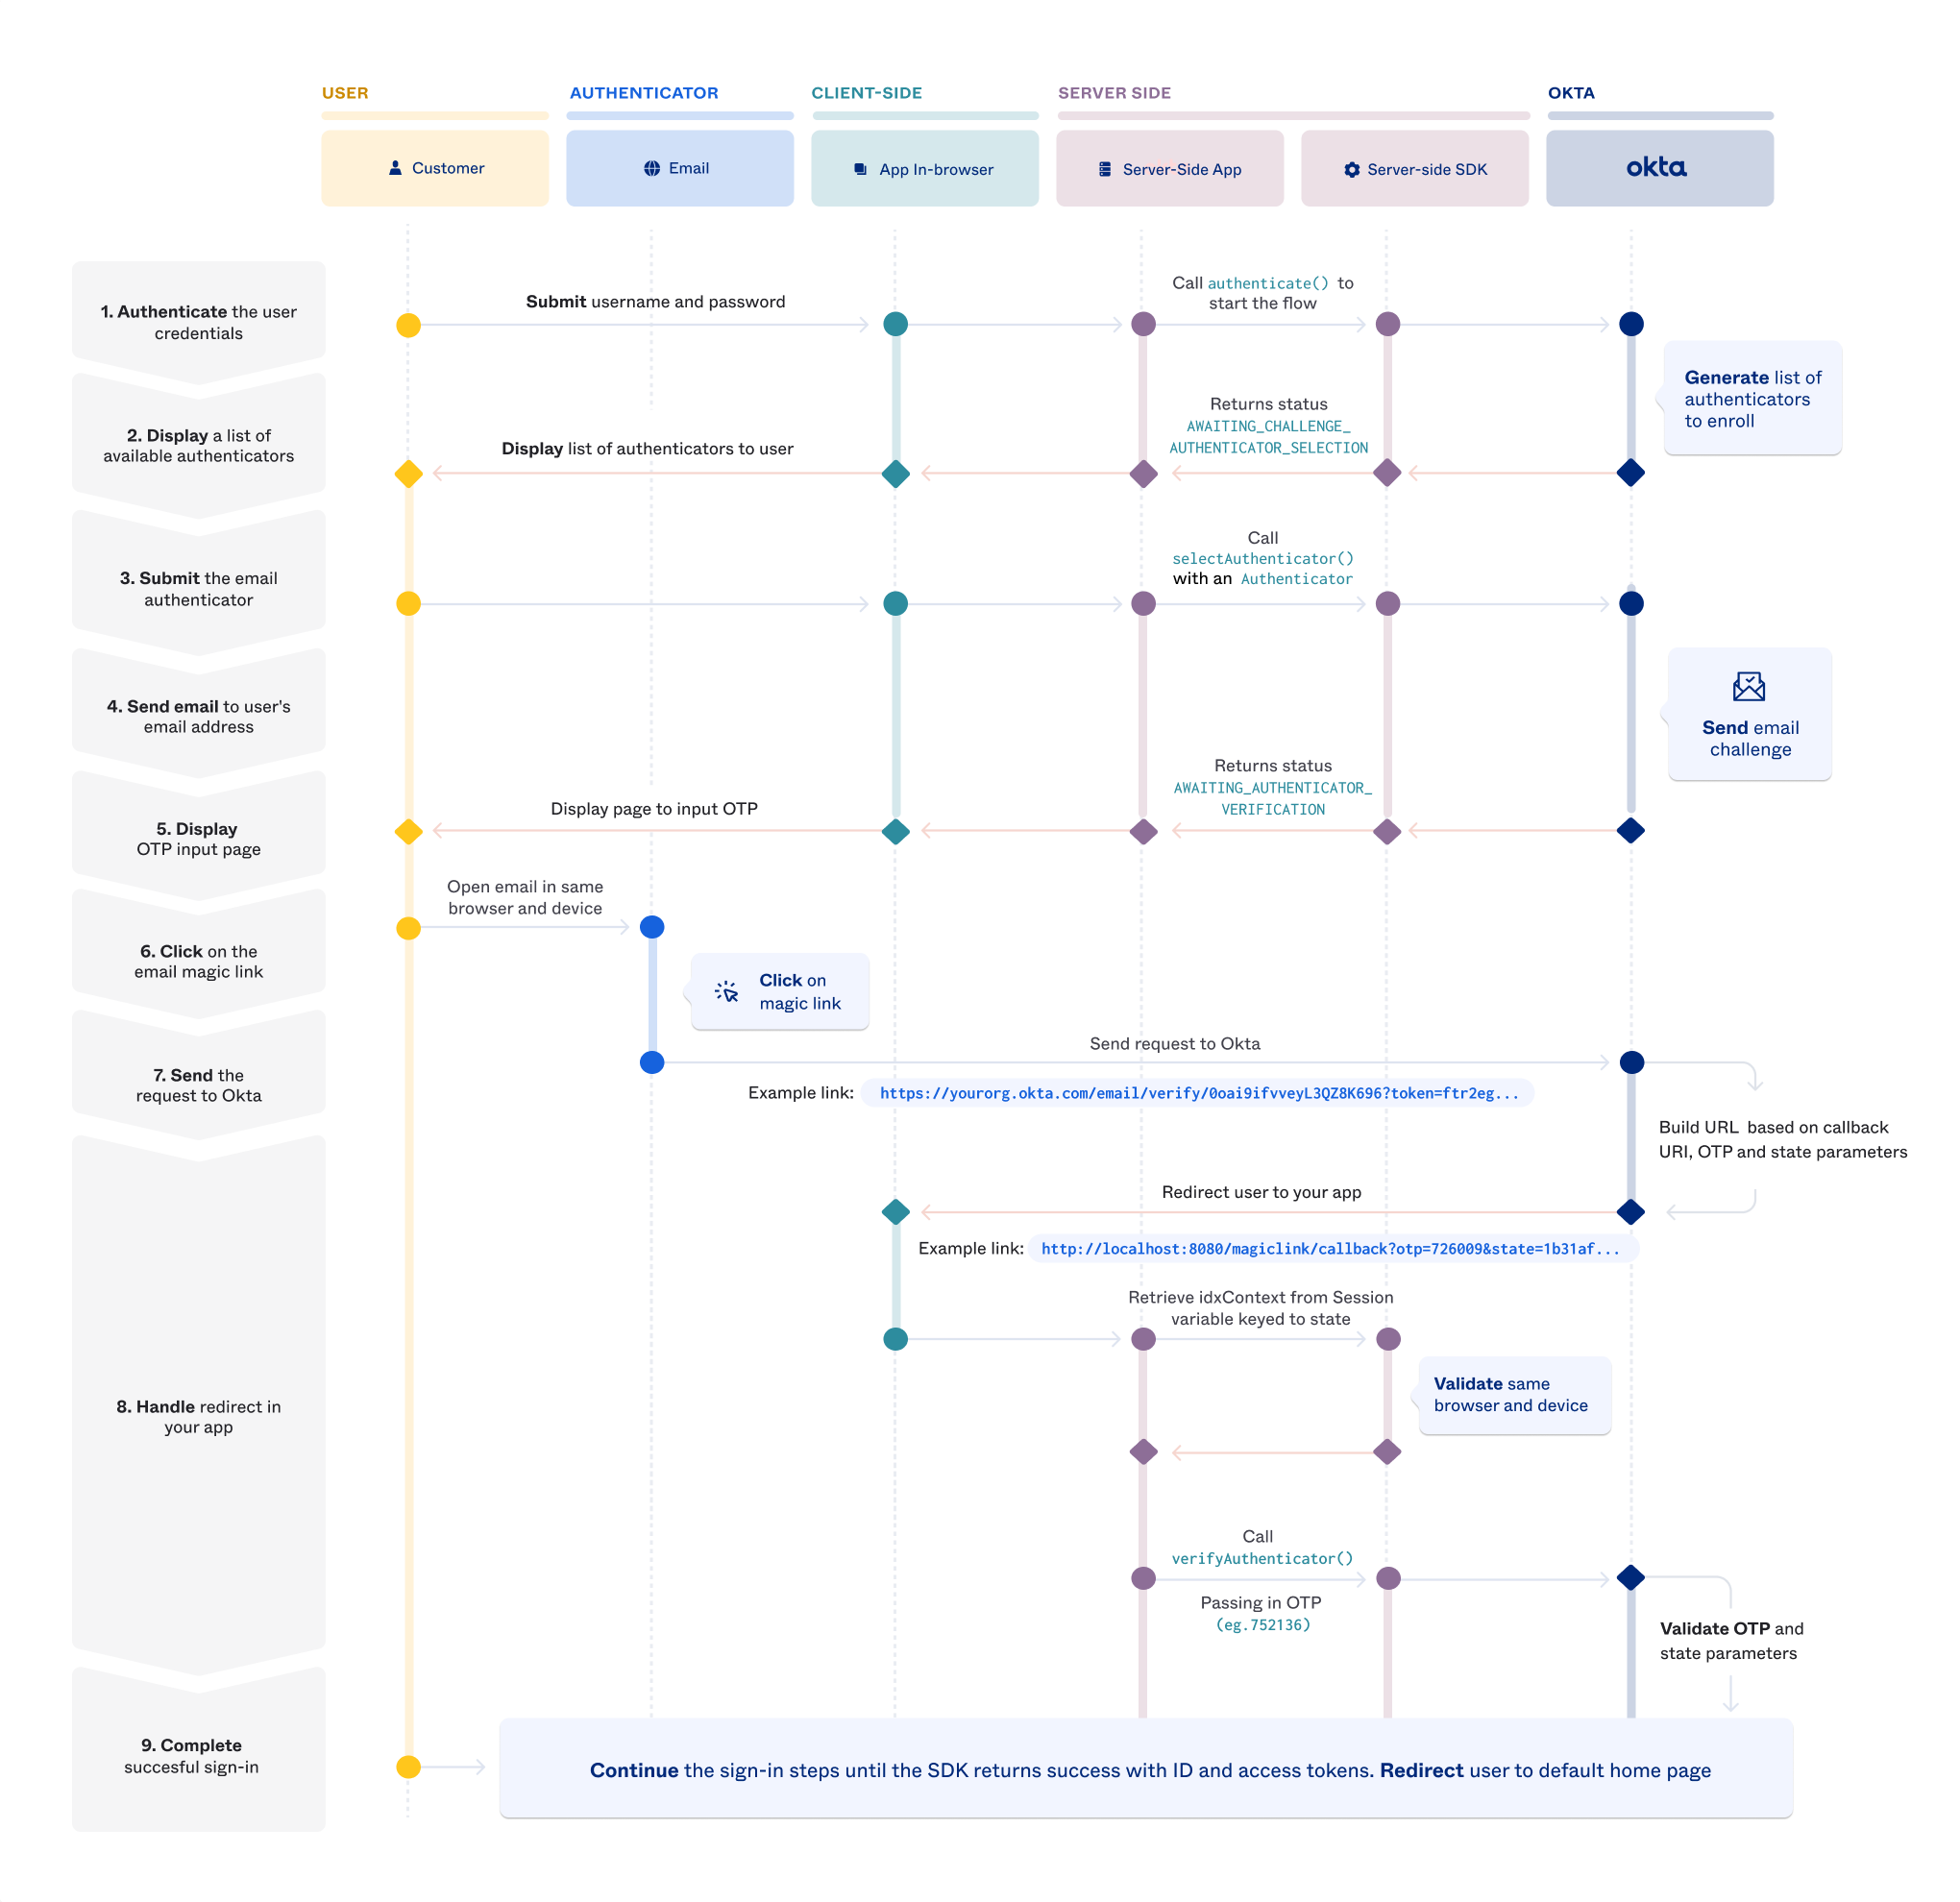 USER
AUTHENTICATOR
CLIENT-SIDE
SERVER SIDE
OKTA
Customer
Email
App In-browser
Server-Side App
Server-side SDK
okta
1. Authenticate the user
credentials
Submit username and password
Call authenticate() to
start the flow
Generate list of
authenticators
to enroll
2. Display a list of
available authenticators
Display list of authenticators to user
Returns status
AWAITING_CHALLENGE_
AUTHENTICATOR_SELECTION
3. Submit the email
authenticator
Call
selectAuthenticator()
with an Authenticator
4. Send email to user's
email address
Send email
challenge
5. Display
OTP input page
Display page to input OTP
Returns status
AWAITING_AUTHENTICATOR_
VERIFICATION
6. Click on the
email magic link
Open email in same
browser and device
Click on
magic link
7. Send the
request to Okta
Send request to Okta
Example link: https://yourorg.okta.com/email/verify/0oai9ifvveyL3QZ8K696?token=ftr2eg...
Build URL based on callback
URI, OTP and state parameters
8. Handle redirect in
your app
Redirect user to your app
Example link: http://localhost:8080/magiclink/callback?otp=726009&state=1b31af...
Retrieve idxContext from Session
variable keyed to state
Validate same
browser and device
Call
verifyAuthenticator()
Passing in OTP
(eg.752136)
Validate OTP and
state parameters
9. Complete
succesful sign-in
Continue the sign-in steps until the SDK returns success with ID and access tokens. Redirect user to default home page